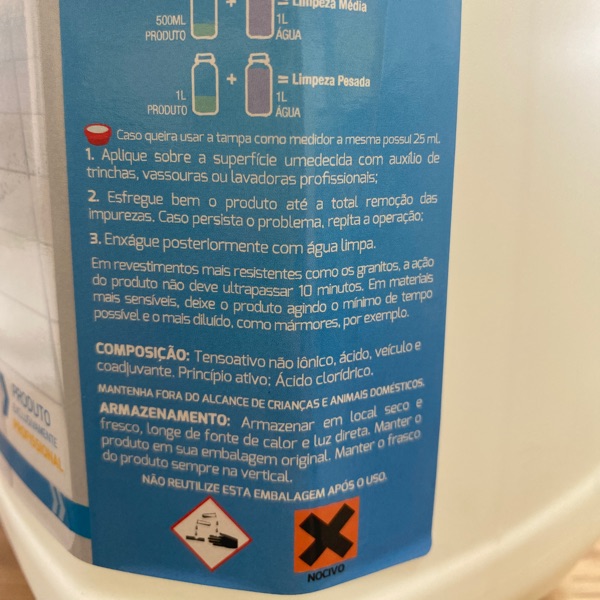 500ML
PRODUTO
+
1L
ÁGUA
= Limpeza Média
1L
PRODUTO
+
1L
ÁGUA
= Limpeza Pesada
Caso queira usar a tampa como medidor a mesma possui 25 ml.
1. Aplique sobre a superfície umedecida com auxílio de
trinchas, vassouras ou lavadoras profissionais;
2. Esfregue bem o produto até a total remoção das
impurezas. Caso persista o problema, repita a operação;
3. Enxágue posteriormente com água limpa.
Em revestimentos mais resistentes como os granitos, a ação
do produto não deve ultrapassar 10 minutos. Em materiais
mais sensíveis, deixe o produto agindo o mínimo de tempo
possível e o mais diluído, como mármores, por exemplo.
COMPOSIÇÃO: Tensoativo não iônico, ácido, veículo e
coadjuvante. Princípio ativo: Ácido clorídrico.
MANTENHA FORA DO ALCANCE DE CRIANÇAS E ANIMAIS DOMÉSTICOS.
ARMAZENAMENTO: Armazenar em local seco e
fresco, longe de fonte de calor e luz direta. Manter o
produto em sua embalagem original. Manter o frasco
do produto sempre na vertical.
NÃO REUTILIZE ESTA EMBALAGEM APÓS O USO.
NOCIVO
PRODUTO
PROFISSIONAL